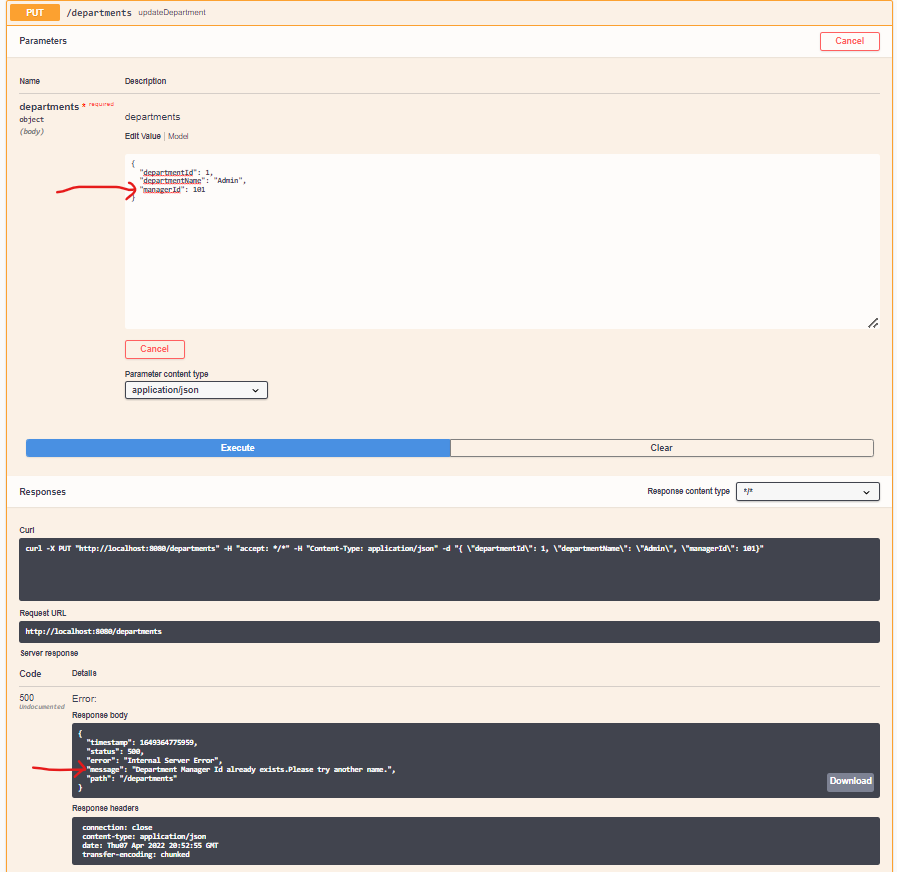 PUT /departments updateDepartment
Parameters
Cancel
Name Description
departments * required
object
(body)
departments
Edit Value | Model
{
"departmentId": 1,
"departmentName": "Admin",
"managerId": 101
}
Cancel
Parameter content type
application/json
Execute Clear
Responses Response content type */*
Curl
curl -X PUT "http://localhost:8080/departments" -H "accept: */*" -H "Content-Type: application/json" -d "{ \"departmentId\": 1, \"departmentName\": \"Admin\", \"managerId\": 101}"
Request URL
http://localhost:8080/departments
Server response
Code Details
500
Undocumented
Error:
Response body
{
"timestamp": 1649364775959,
"status": 500,
"error": "Internal Server Error",
"message": "Department Manager Id already exists.Please try another name.",
"path": "/departments"
}
Download
Response headers
connection: close
content-type: application/json
date: Thu07 Apr 2022 20:52:55 GMT
transfer-encoding: chunked